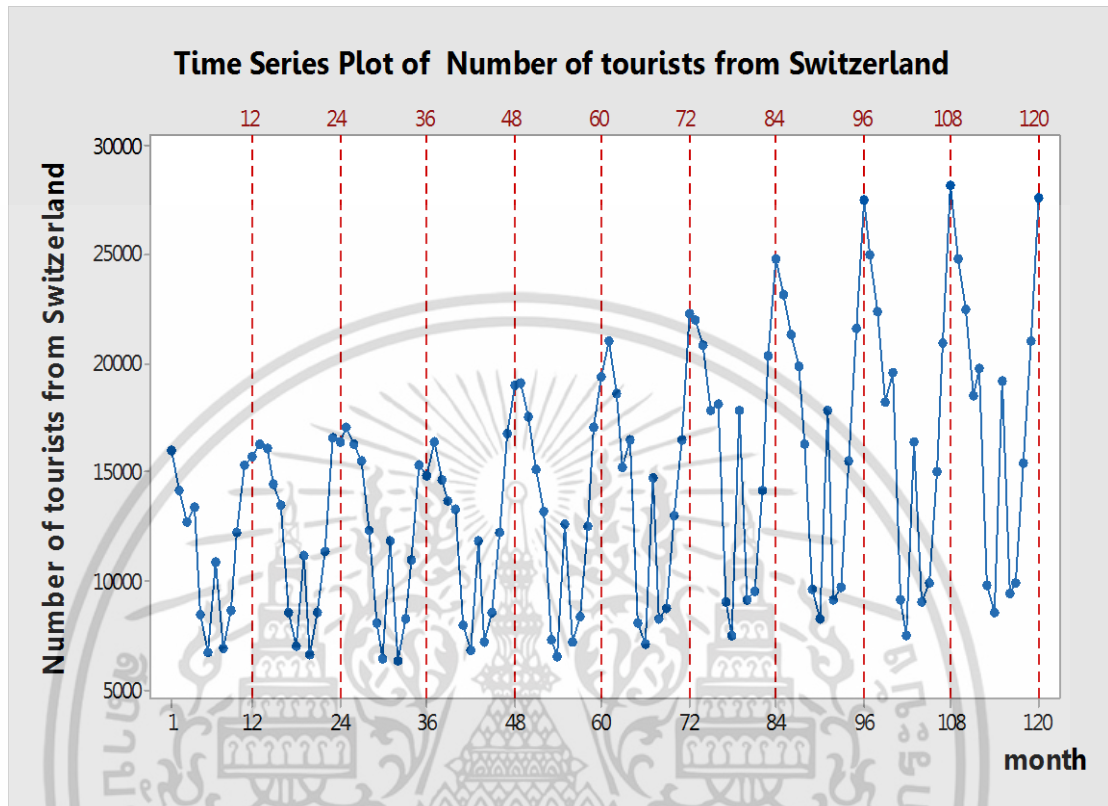 Time Series Plot of Number of tourists from Switzerland
12 24 36 48 60 72 84 96 108 120
Number of tourists from Switzerland
30000
25000
20000
15000
10000
5000
1 12 24 36 48 60 72 84 96 108 120
month